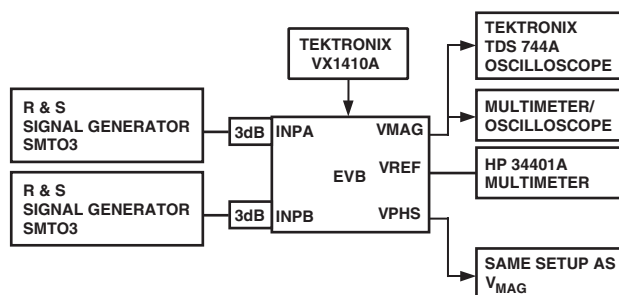 TEKTRONIX
VX1410A
TEKTRONIX
TDS 744A
OSCILLOSCOPE
R & S
SIGNAL GENERATOR
SMTO3
3dB
INPA
VMAG
MULTIMETER/
OSCILLOSCOPE
EVB
VREF
HP 34401A
MULTIMETER
R & S
SIGNAL GENERATOR
SMTO3
3dB
INPB
VPHS
SAME SETUP AS
VMAG